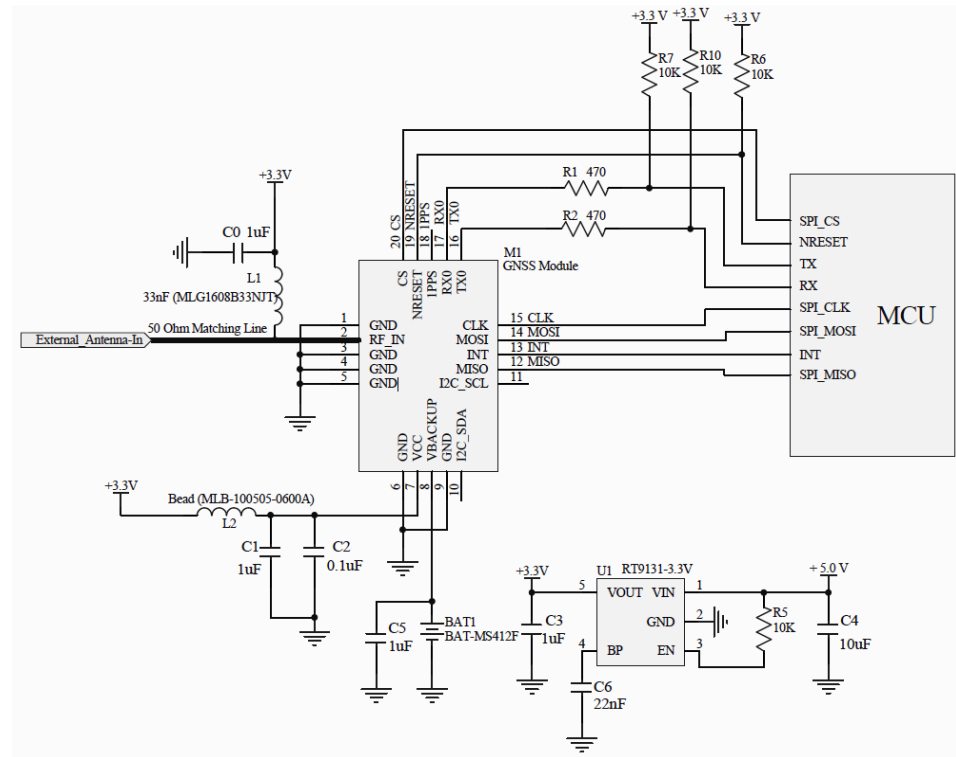 +3.3 V +3.3 V +3.3 V
R7 10K
R10 10K
R6 10K
R1 470
R2 470
+3.3V
C0 1uF
L1
33nF (MLG1608B33NJT)
50 Ohm Matching Line
External_Antenna-In
20 CS
19 NRESET
18 1PPS
17 RX0
16 TX0
M1
GNSS Module
CS
NRESET
1PPS
RX0
TX0
1 GND
2 RF_IN
3 GND
4 GND
5 GND
CLK 15 CLK
MOSI 14 MOSI
INT 13 INT
MISO 12 MISO
I2C_SCL 11
GND
VCC
VBACKUP
GND
I2C_SDA
6
7
8
9
10
SPI_CS
NRESET
TX
RX
SPI_CLK
SPI_MOSI
INT
SPI_MISO
MCU
+3.3V
Bead (MLB-100505-0600A)
L2
C1
1uF
C2
0.1uF
C5
1uF
BAT1
BAT-MS412F
+3.3V
U1 RT9131-3.3V
+ 5.0 V
5 VOUT VIN 1
GND 2
4 BP EN 3
C3
1uF
R5
10K
C4
10uF
C6
22nF